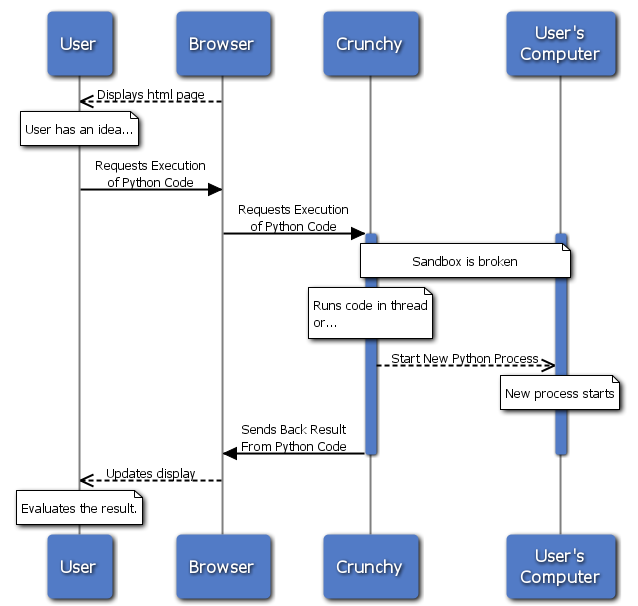 User
Browser
Crunchy
User's
Computer
Displays html page
User has an idea...
Requests Execution
of Python Code
Requests Execution
of Python Code
Sandbox is broken
Runs code in thread
or...
Start New Python Process
New process starts
Sends Back Result
From Python Code
Updates display
Evaluates the result.
User
Browser
Crunchy
User's
Computer